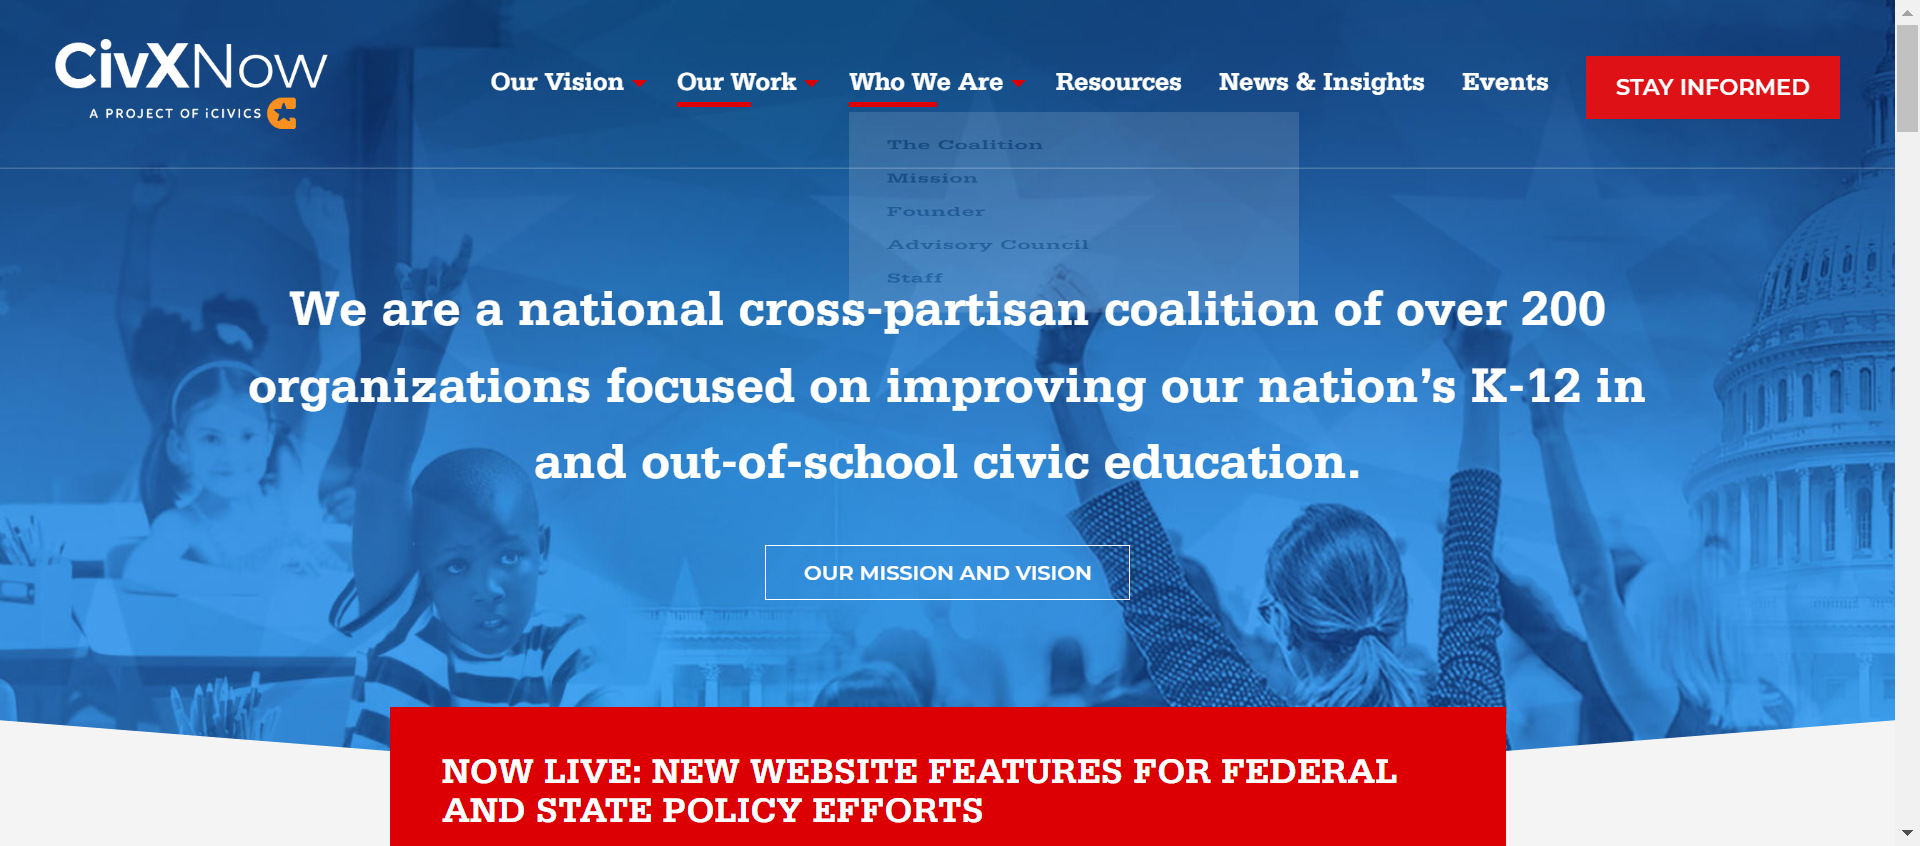 CivXNow
A PROJECT OF iCIVICS
Our Vision
Our Work
Who We Are
Resources
News & Insights
Events
STAY INFORMED
The Coalition
Mission
Founder
Advisory Council
Staff
We are a national cross-partisan coalition of over 200
organizations focused on improving our nation’s K-12 in
and out-of-school civic education.
OUR MISSION AND VISION
NOW LIVE: NEW WEBSITE FEATURES FOR FEDERAL
AND STATE POLICY EFFORTS